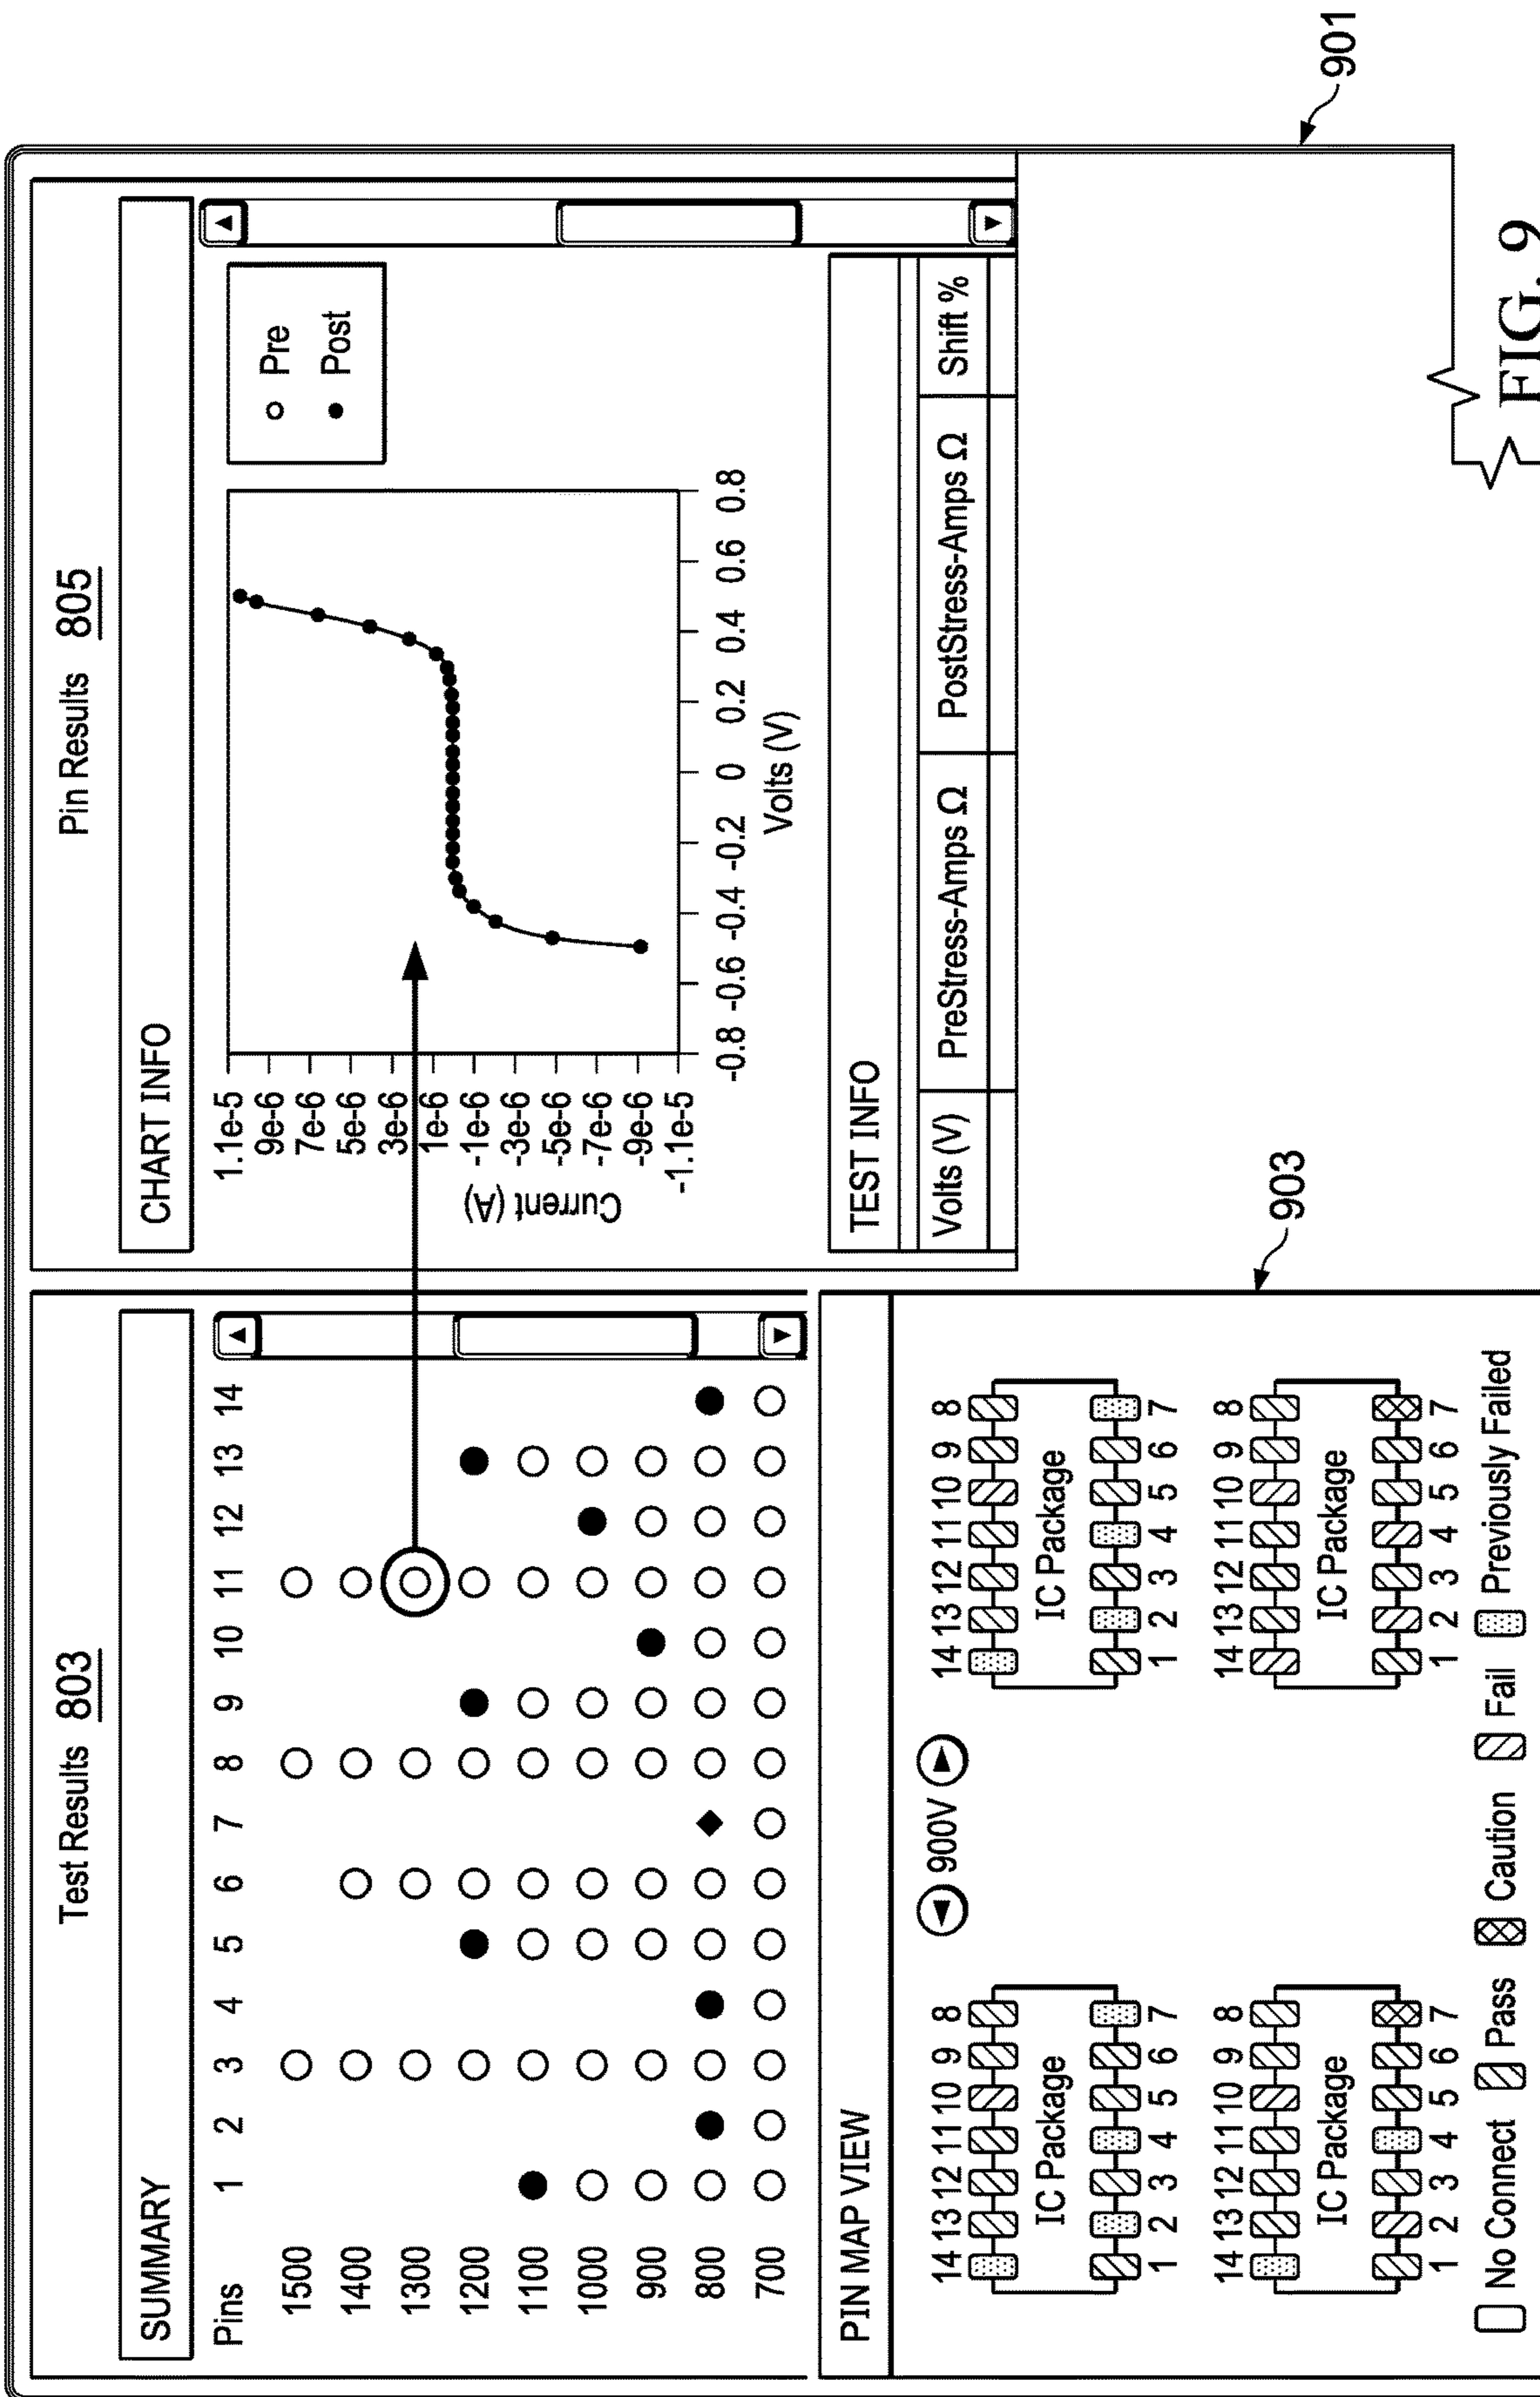 Test Results 803
SUMMARY
Pins 1 2 3 4 5 6 7 8 9 10 11 12 13 14
1500
1400
1300
1200
1100
1000
900
800
700
Pin Results 805
CHART INFO
Current (A)
1.1e-5
9e-6
7e-6
5e-6
3e-6
1e-6
-1e-6
-3e-6
-5e-6
-7e-6
-9e-6
-1.1e-5
-0.8 -0.6 -0.4 -0.2 0 0.2 0.4 0.6 0.8
Volts (V)
Pre
Post
TEST INFO
Volts (V) PreStress-Amps Ω PostStress-Amps Ω Shift %
PIN MAP VIEW
900V
14 13 12 11 10 9 8
IC Package
1 2 3 4 5 6 7
14 13 12 11 10 9 8
IC Package
1 2 3 4 5 6 7
14 13 12 11 10 9 8
IC Package
1 2 3 4 5 6 7
14 13 12 11 10 9 8
IC Package
1 2 3 4 5 6 7
No Connect Pass Caution Fail Previously Failed
903
901
FIG. 9